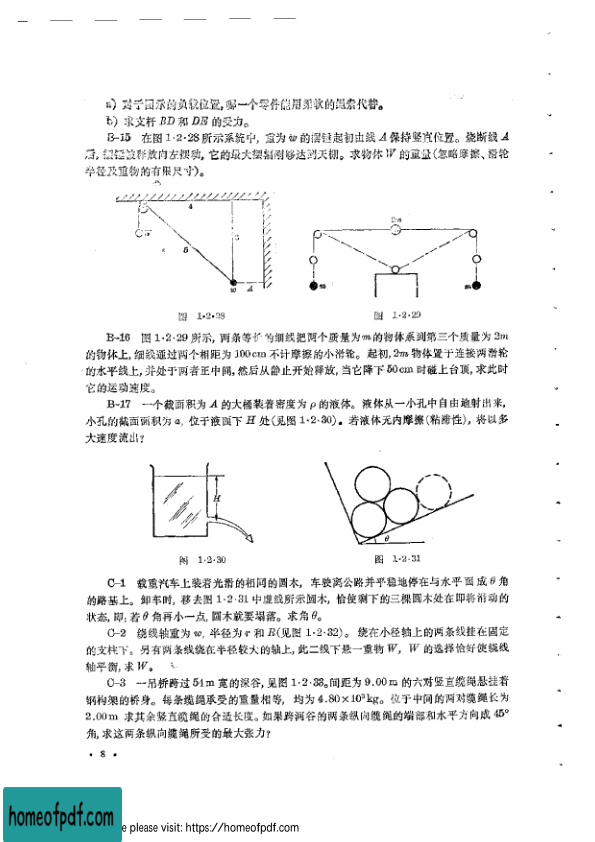 a) 对于图示的负载位置,哪一个零件能用柔软的绳索代替。
b) 求支杆 BD 和 DE 的受力。
B-15 在图 1·2·28 所示系统中, 重为 w 的摆锤起初由线 A 保持竖直位置。烧断线 A
后, 摆锤被释放向左摆动, 它的最大摆幅刚够达到天棚。求物体 W 的重量(忽略摩擦、滑轮
半径及重物的有限尺寸)。
4
3
5
A
w
图 1·2·28
2m
m
m
图 1·2·29
B-16 图 1·2·29 所示, 两条等长的细线把两个质量为 m 的物体系到第三个质量为 2m
的物体上, 细线通过两个相距为 100 cm 不计摩擦的小滑轮。起初, 2m 物体置于连接两滑轮
的水平线上, 并处于两者正中间, 然后从静止开始释放, 当它降下 50 cm 时碰上台顶, 求此时
它的运动速度。
B-17 一个截面积为 A 的大桶装着密度为 ρ 的液体。液体从一小孔中自由地射出来,
小孔的截面面积为 a, 位于液面下 H 处(见图 1·2·30)。若液体无内摩擦(粘滞性), 将以多
大速度流出?
H
图 1·2·30
θ
图 1·2·31
C-1 载重汽车上装着光滑的相同的圆木, 车驶离公路并平稳地停在与水平面成 θ 角
的路基上。卸车时, 移去图 1·2·31 中虚线所示圆木, 恰使剩下的三棵圆木处在即将滑动的
状态, 即: 若 θ 角再小一点, 圆木就要塌落。求角 θ。
C-2 绕线轴重为 w, 半径为 r 和 R(见图 1·2·32)。绕在小径轴上的两条线挂在固定
的支柱下。另有两条线绕在半径较大的轴上, 此二线下悬一重物 W, W 的选择恰好使绕线
轴平衡, 求 W。
C-3 一吊桥跨过 54 m 宽的深谷, 见图 1·2·33。间距为 9.00 m 的六对竖直缆绳悬挂着
钢构架的桥身。每条缆绳承受的重量相等, 均为 4.80×10³ kg。位于中间的两对缆绳长为
2.00 m 求其余竖直缆绳的合适长度。如果跨河谷的两条纵向缆绳的端部和水平方向成 45°
角, 求这两条纵向缆绳所受的最大张力?
· 8 ·
homeofpdf.com
e please visit: https://homeofpdf.com